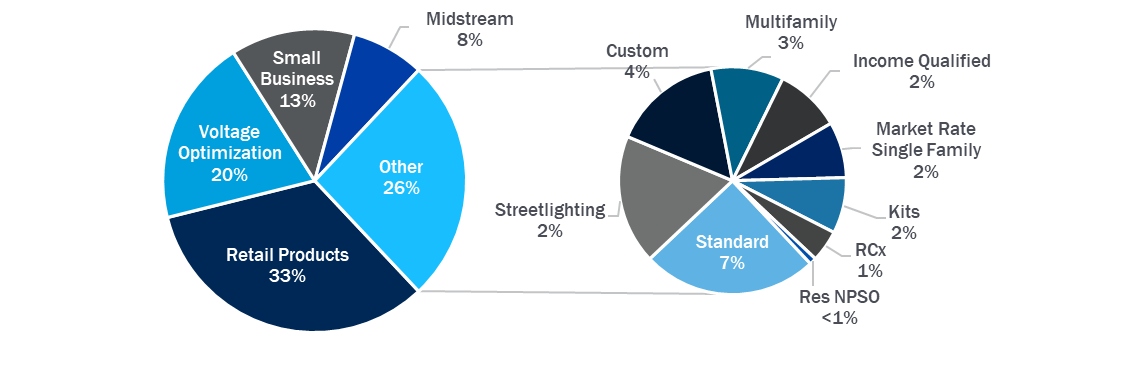 Midstream
8%
Small
Business
13%
Voltage
Optimization
20%
Other
26%
Retail Products
33%
Multifamily
3%
Custom
4%
Income Qualified
2%
Market Rate
Single Family
2%
Streetlighting
2%
Kits
2%
Standard
7%
RCx
1%
Res NPSO
<1%